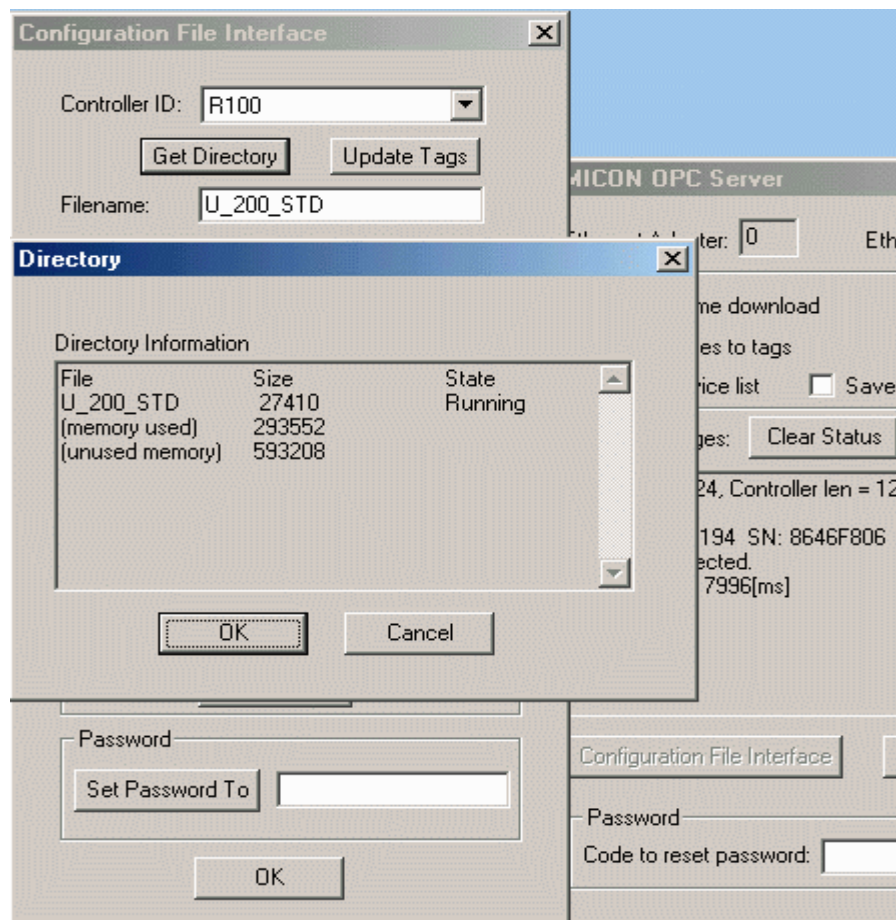 Configuration File Interface
Controller ID: R100
Get Directory Update Tags
Filename: U_200_STD
MICON OPC Server
ter: 0 Eth
Directory
me download
es to tags
vice list Save
ges: Clear Status
24, Controller len = 12
194 SN: 8646F806
ected.
7996[ms]
Directory Information
File Size State
U_200_STD 27410 Running
(memory used) 293552
(unused memory) 593208
OK Cancel
Password
Set Password To
OK
Configuration File Interface
Password
Code to reset password: